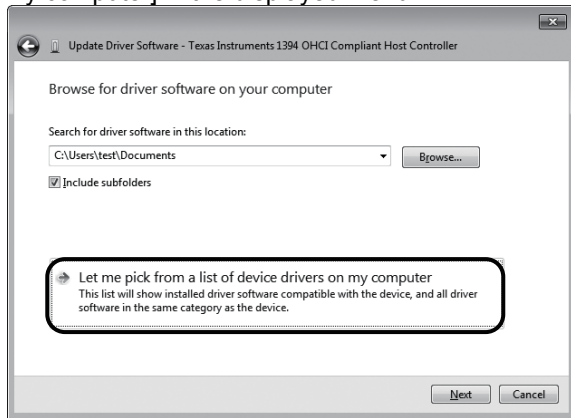 Update Driver Software - Texas Instruments 1394 OHCI Compliant Host Controller
Browse for driver software on your computer
Search for driver software in this location:
C:\Users\test\Documents
Browse...
Include subfolders
Let me pick from a list of device drivers on my computer
This list will show installed driver software compatible with the device, and all driver
software in the same category as the device.
Next Cancel